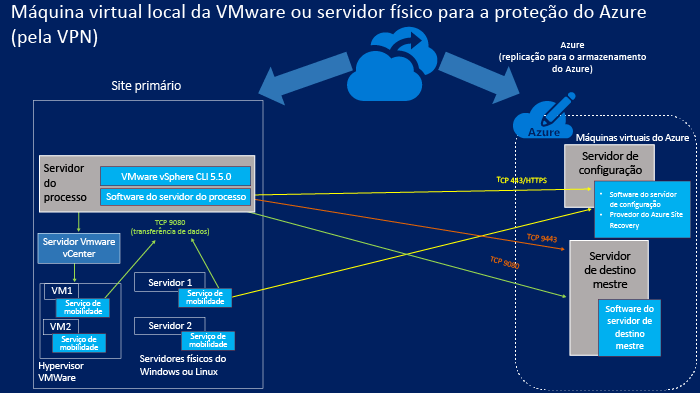 Máquina virtual local da VMware ou servidor físico para a proteção do Azure
(pela VPN)
Azure
(replicação para o armazenamento
do Azure)
Site primário
Azure
Máquinas virtuais do Azure
Servidor
do
processo
VMware vSphere CLI 5.5.0
Software do servidor do processo
TCP 443/HTTPS
Servidor de
configuração
• Software do servidor
de configuração
• Provedor do Azure Site
Recovery
TCP 9080
(transferência de dados)
TCP 9443
TCP 9080
Servidor Vmware
vCenter
Servidor
de destino
mestre
Software do
servidor de
destino
mestre
VM1
Serviço de
mobilidade
VM2
Serviço de
mobilidade
Hypervisor
VMWare
Servidor 1
Serviço de
mobilidade
Servidor 2
Serviço de
mobilidade
Servidores físicos do
Windows ou Linux